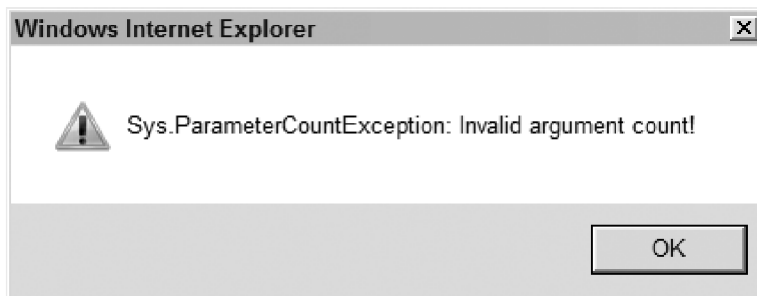 Windows Internet Explorer
Sys.ParameterCountException: Invalid argument count!
OK